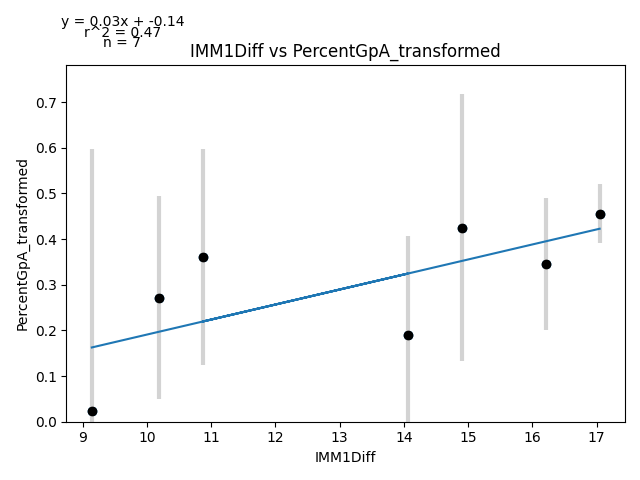 y = 0.03x + -0.14
r^2 = 0.47
n = 7
IMM1Diff vs PercentGpA_transformed
PercentGpA_transformed
0.7
0.6
0.5
0.4
0.3
0.2
0.1
0.0
9 10 11 12 13 14 15 16 17
IMM1Diff